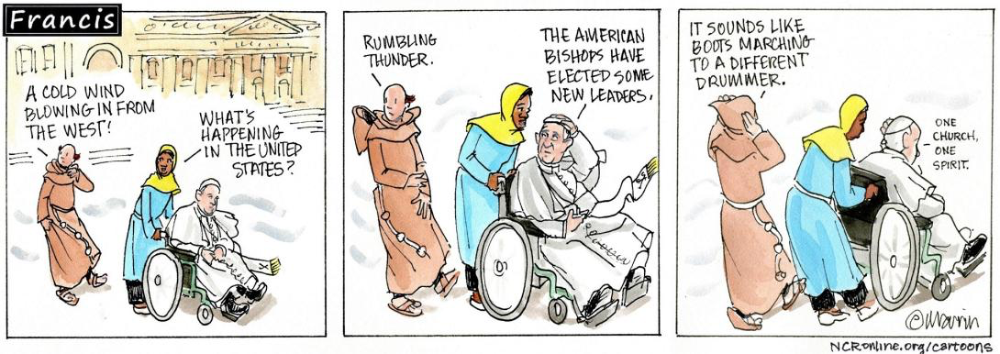 Francis
A COLD WIND
BLOWING IN FROM
THE WEST!
WHAT'S
HAPPENING
IN THE UNITED
STATES?
RUMBLING
THUNDER.
THE AMERICAN
BISHOPS HAVE
ELECTED SOME
NEW LEADERS.
IT SOUNDS LIKE
BOOTS MARCHING
TO A DIFFERENT
DRUMMER.
ONE
CHURCH,
ONE
SPIRIT.
NCRonline.org/cartoons